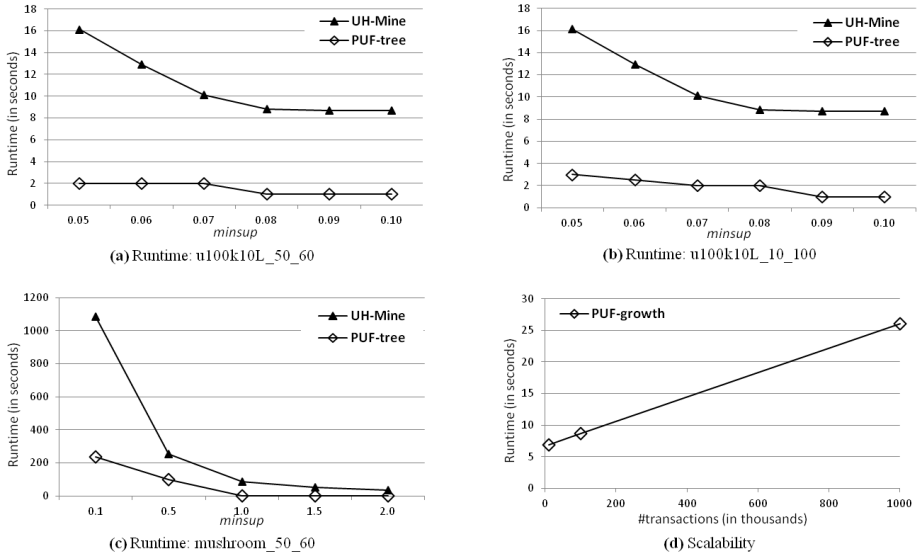 18
16
14
12
10
8
6
4
2
0
Runtime (in seconds)
UH-Mine
PUF-tree
0.05 0.06 0.07 0.08 0.09 0.10
minsup
(a) Runtime: u100k10L_50_60
18
16
14
12
10
8
6
4
2
0
Runtime (in seconds)
UH-Mine
PUF-tree
0.05 0.06 0.07 0.08 0.09 0.10
minsup
(b) Runtime: u100k10L_10_100
1200
1000
800
600
400
200
0
Runtime (in seconds)
UH-Mine
PUF-tree
0.1 0.5 1.0 1.5 2.0
minsup
(c) Runtime: mushroom_50_60
30
25
20
15
10
5
0
Runtime (in seconds)
PUF-growth
0 200 400 600 800 1000
#transactions (in thousands)
(d) Scalability